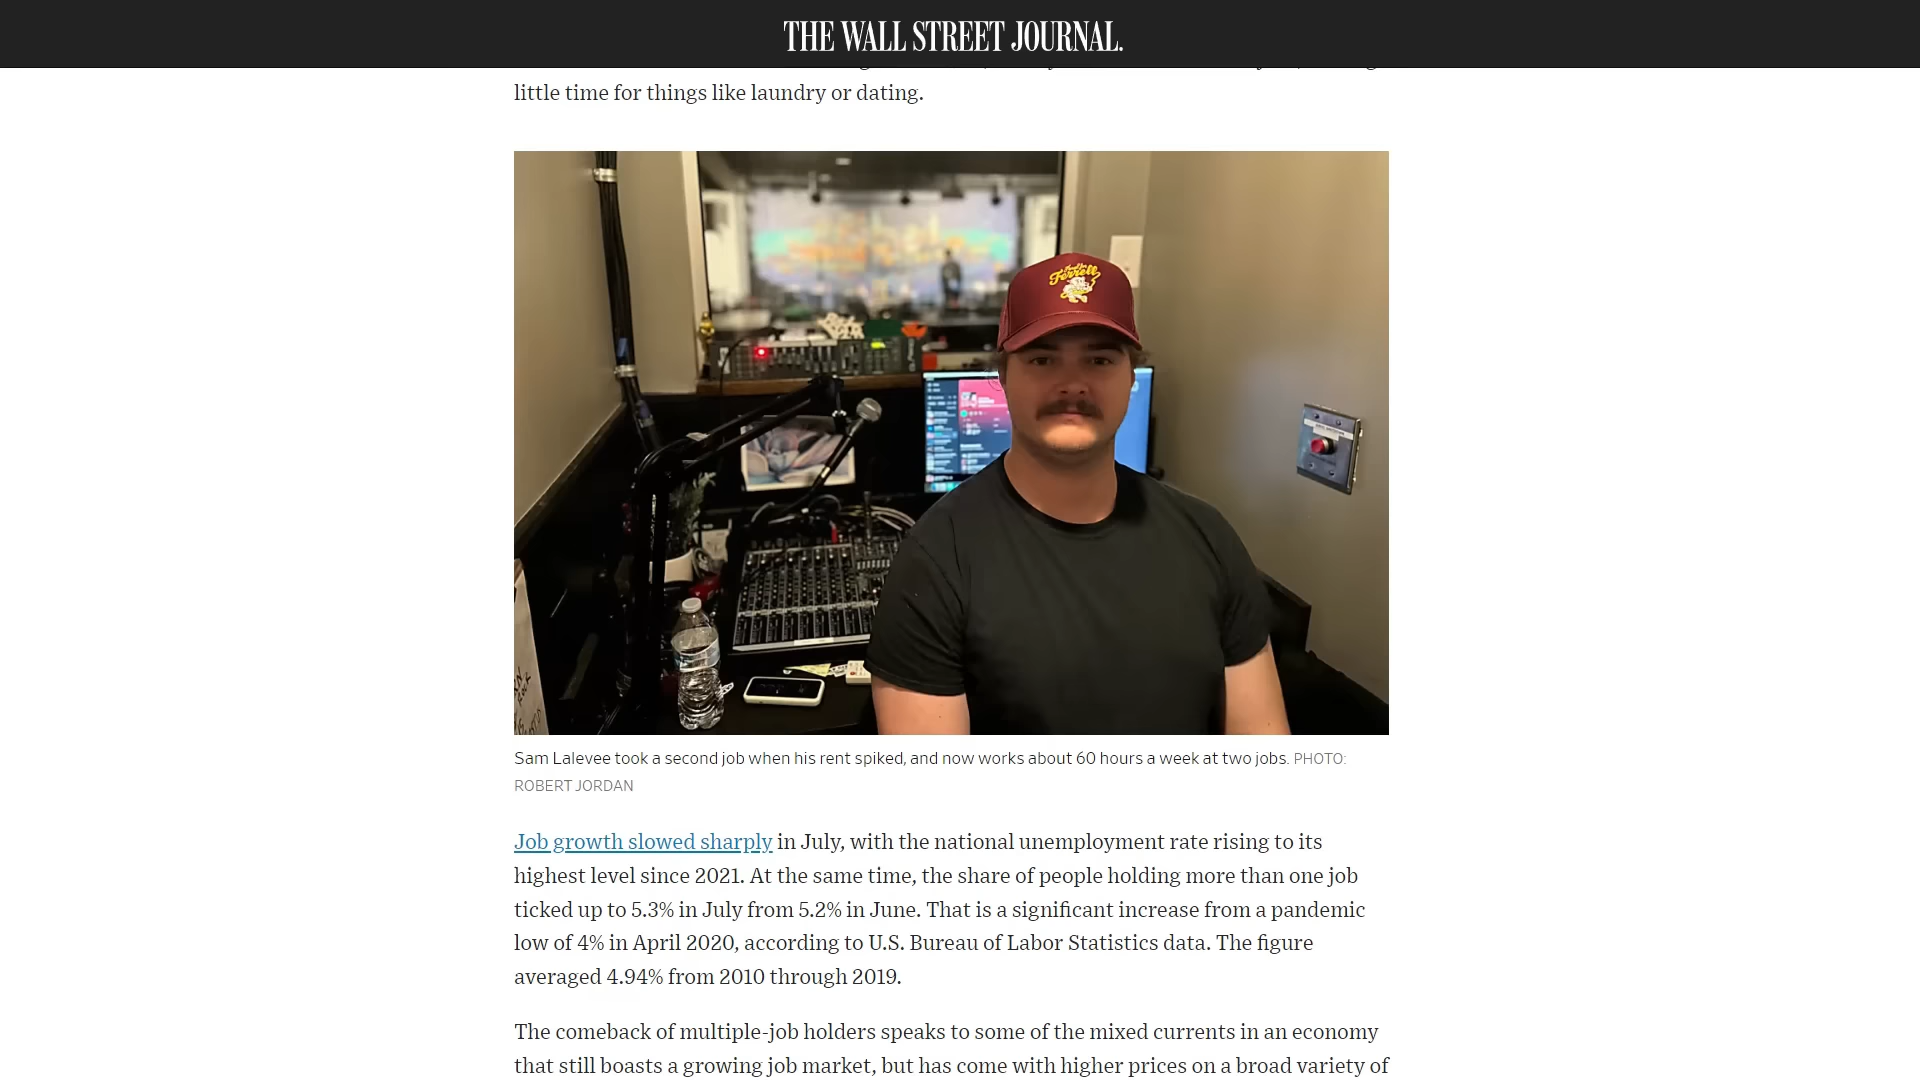 THE WALL STREET JOURNAL.
little time for things like laundry or dating.
Ferrell
Sam Lalevee took a second job when his rent spiked, and now works about 60 hours a week at two jobs. PHOTO:
ROBERT JORDAN
Job growth slowed sharply in July, with the national unemployment rate rising to its
highest level since 2021. At the same time, the share of people holding more than one job
ticked up to 5.3% in July from 5.2% in June. That is a significant increase from a pandemic
low of 4% in April 2020, according to U.S. Bureau of Labor Statistics data. The figure
averaged 4.94% from 2010 through 2019.
The comeback of multiple-job holders speaks to some of the mixed currents in an economy
that still boasts a growing job market, but has come with higher prices on a broad variety of